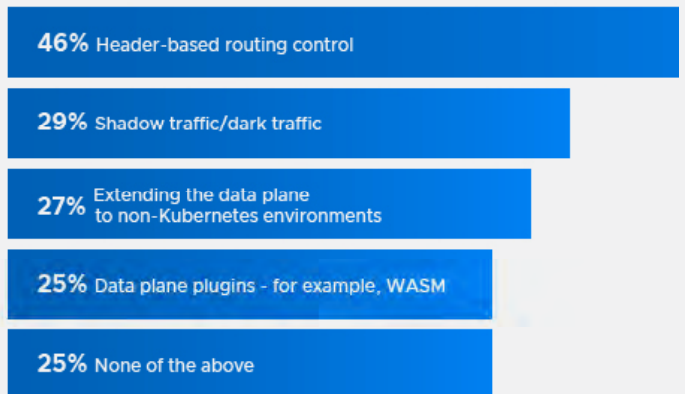 46% Header-based routing control
29% Shadow traffic/dark traffic
27% Extending the data plane
to non-Kubernetes environments
25% Data plane plugins - for example, WASM
25% None of the above